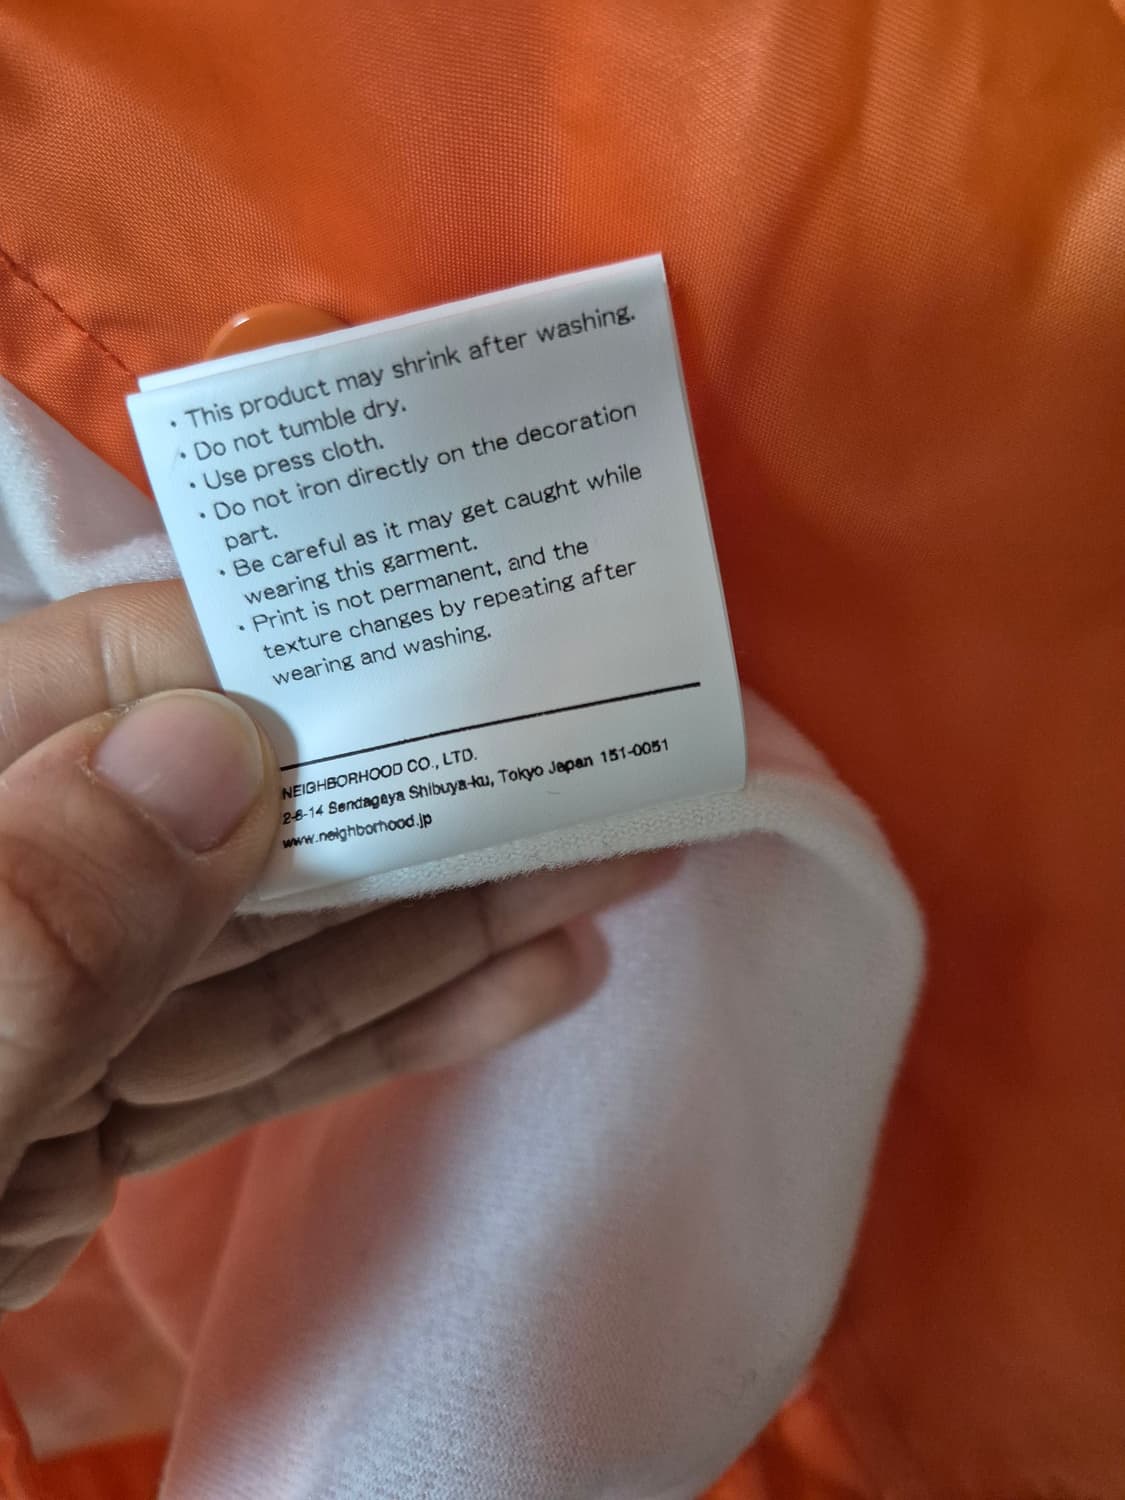 ・This product may shrink after washing.
・Do not tumble dry.
・Use press cloth.
・Do not iron directly on the decoration
part.
・Be careful as it may get caught while
wearing this garment.
・Print is not permanent, and the
texture changes by repeating after
wearing and washing.
NEIGHBORHOOD CO., LTD.
2-8-14 Sendagaya Shibuya-ku, Tokyo Japan 151-0051
www.neighborhood.jp